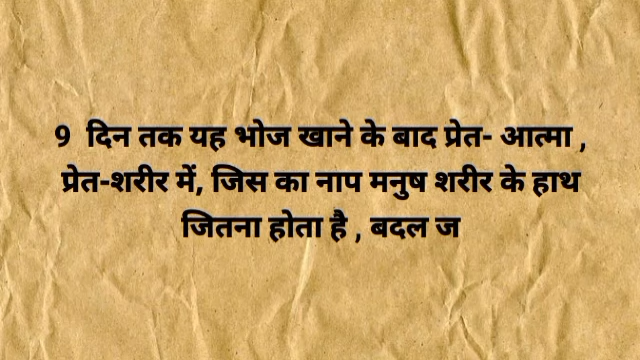 9 दिन तक यह भोज खाने के बाद प्रेत- आत्मा ,
प्रेत-शरीर में, जिस का नाप मनुष शरीर के हाथ
जितना होता है , बदल ज